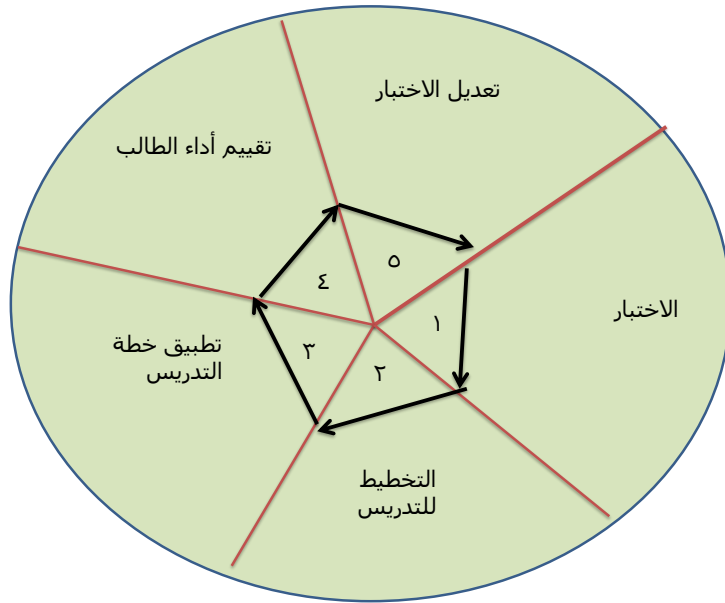 تعديل الاختبار
تقييم أداء الطالب
الاختبار
تطبيق خطة
التدريس
التخطيط
للتدريس
١
٢
٣
٤
٥